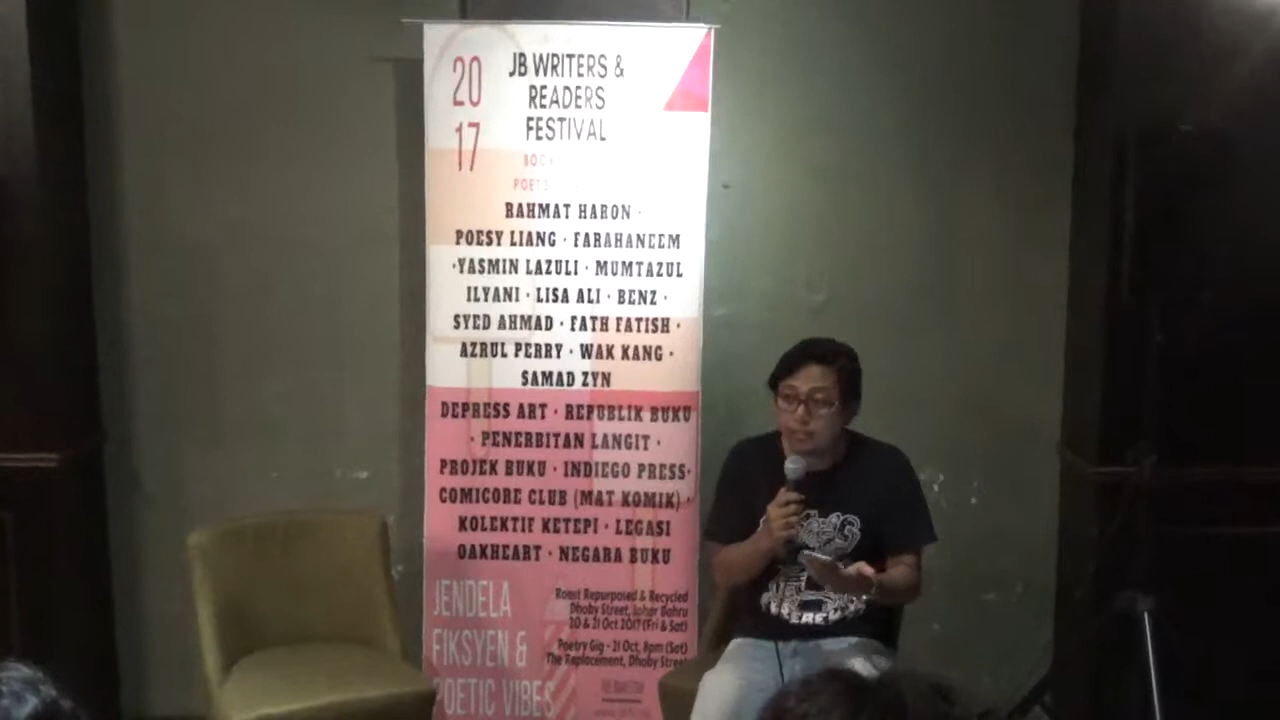 20
17
JB WRITERS &
READERS
FESTIVAL
RAHMAT HARON ·
POESY LIANG · FARAHANEEM
·YASMIN LAZULI · MUMTAZUL
ILYANI · LISA ALI · BENZ ·
SYED AHMAD · FATH FATISH ·
AZRUL PERRY · WAK KANG ·
SAMAD ZYN
DEPRESS ART · REPUBLIK BUKU
· PENERBITAN LANGIT ·
PROJEK BUKU · INDIEGO PRESS·
COMICORE CLUB (MAT KOMIK) ·
KOLEKTIF KETEPI · LEGASI
OAKHEART · NEGARA BUKU
JENDELA
FIKSYEN &
POETIC VIBES
Roast Repurposed & Recycled
Dhoby Street, Johor Bahru
20 & 21 Oct 2017 (Fri & Sat)
Poetry Gig - 21 Oct, 8pm (Sat)
The Replacement, Dhoby Street